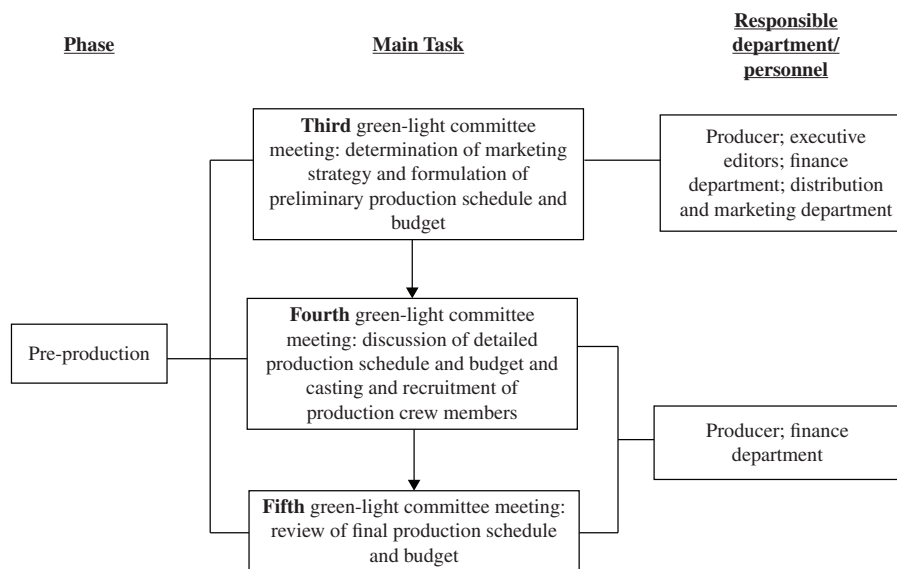 Phase
Main Task
Responsible
department/
personnel
Third green-light committee
meeting: determination of marketing
strategy and formulation of
preliminary production schedule and
budget
Producer; executive
editors; finance
department; distribution
and marketing department
Pre-production
Fourth green-light committee
meeting: discussion of detailed
production schedule and budget and
casting and recruitment of
production crew members
Producer; finance
department
Fifth green-light committee meeting:
review of final production schedule
and budget